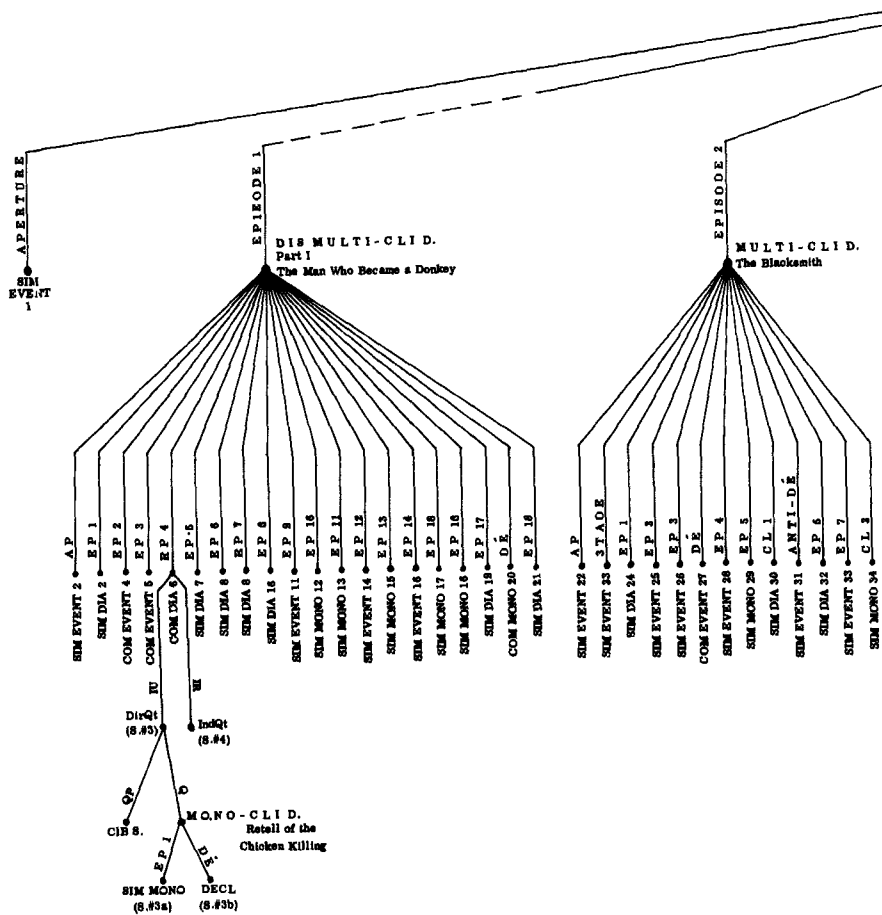 APERTURE
SIM
EVENT
1
EPIEODE 1
DIS MULTI-CLID.
Part I
The Man Who Became a Donkey
EPISODE 2
MULTI-CLID.
The Blacksmith
AP
EP 1
EP 2
EP 3
RP 4
EP·5
EP 6
EP 7
EP 8
EP 9
EP 10
EP 11
EP 12
EP 13
EP 14
EP 15
EP 16
EP 17
DÉ
EP 18
SIM EVENT 2
SIM DIA 2
COM EVENT 4
COM EVENT 5
COM DIA 6
SIM DIA 7
SIM DIA 8
SIM DIA 8
SIM DIA 10
SIM EVENT 11
SIM MONO 12
SIM MONO 13
SIM EVENT 14
SIM MONO 15
SIM EVENT 16
SIM MONO 17
SIM MONO 18
SIM DIA 19
COM MONO 20
SIM DIA 21
AP
STAGE
EP 1
EP 2
EP 3
DÉ
EP 4
EP 5
CL 1
ANTI-DÉ
EP 6
EP 7
CL 2
SIM EVENT 22
SIM EVENT 23
SIM DIA 24
SIM EVENT 25
SIM EVENT 26
COM EVENT 27
SIM EVENT 28
SIM MONO 29
SIM DIA 30
SIM EVENT 31
SIM DIA 32
SIM EVENT 33
SIM MONO 34
IU
DirQt
(S.#3)
IndQt
(S.#4)
QF
Q
CIB S.
MONO-CLID.
Retell of the
Chicken Killing
EP 1
DÉ
SIM MONO
(S.#3a)
DECL
(S.#3b)